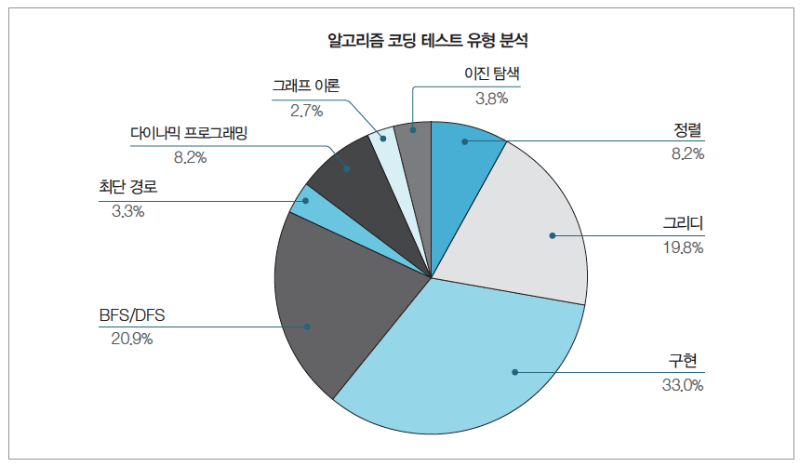 알고리즘 코딩 테스트 유형 분석
이진 탐색
3.8%
그래프 이론
2.7%
정렬
8.2%
다이나믹 프로그래밍
8.2%
최단 경로
3.3%
그리디
19.8%
BFS/DFS
20.9%
구현
33.0%